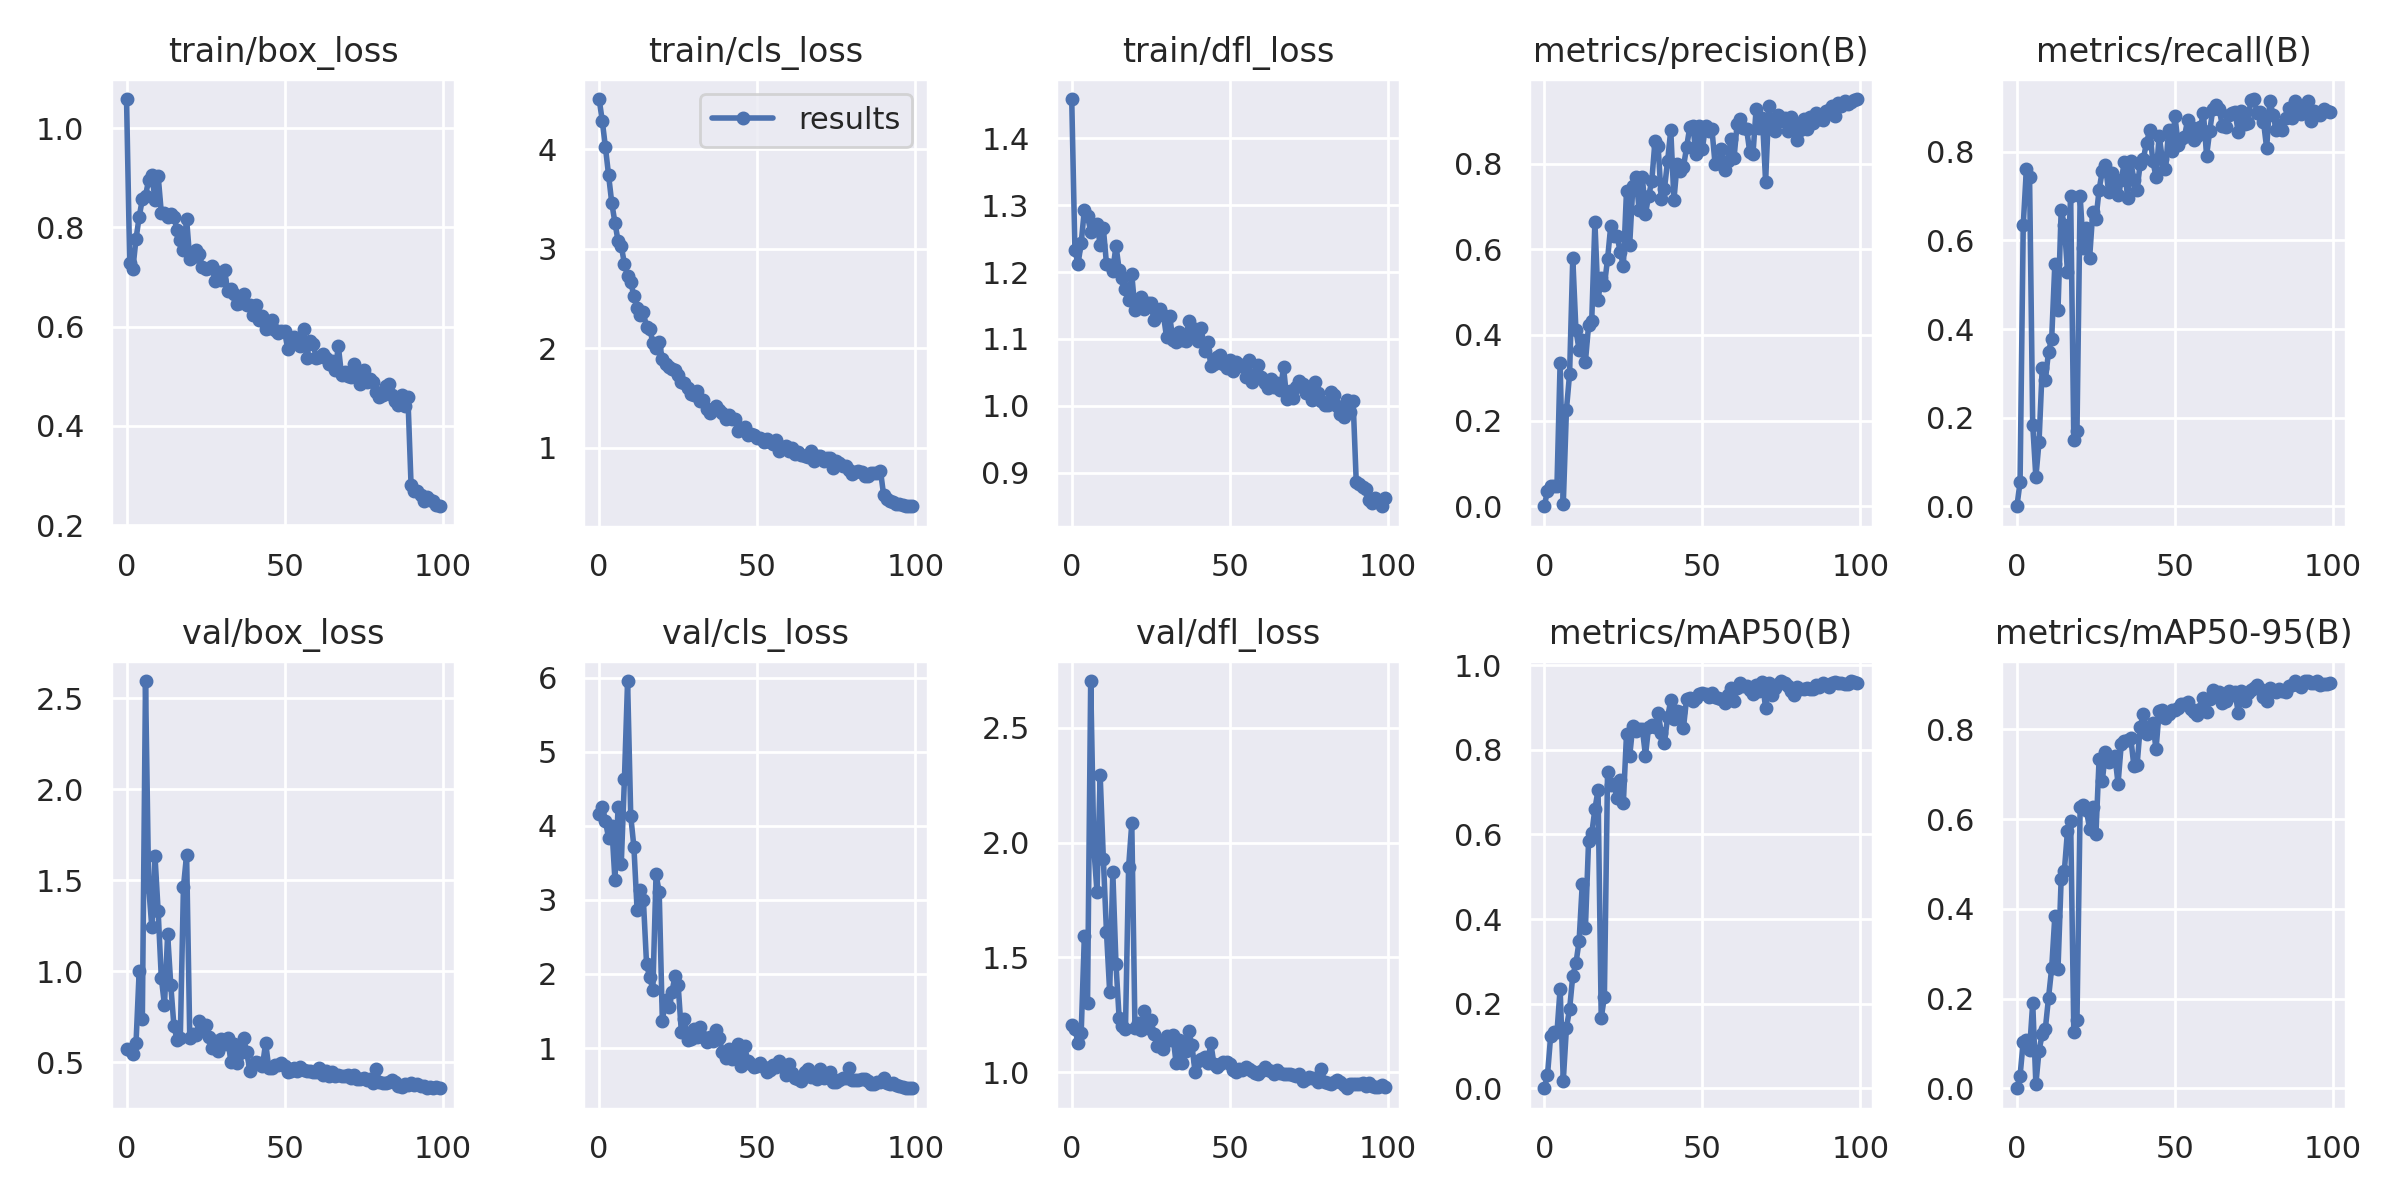 train/box_loss
train/cls_loss
train/dfl_loss
metrics/precision(B)
metrics/recall(B)
results
1.0
0.8
0.6
0.4
0.2
0 50 100
4
3
2
1
0 50 100
1.4
1.3
1.2
1.1
1.0
0.9
0 50 100
0.8
0.6
0.4
0.2
0.0
0 50 100
0.8
0.6
0.4
0.2
0.0
0 50 100
val/box_loss
val/cls_loss
val/dfl_loss
metrics/mAP50(B)
metrics/mAP50-95(B)
2.5
2.0
1.5
1.0
0.5
0 50 100
6
5
4
3
2
1
0 50 100
2.5
2.0
1.5
1.0
0 50 100
1.0
0.8
0.6
0.4
0.2
0.0
0 50 100
0.8
0.6
0.4
0.2
0.0
0 50 100